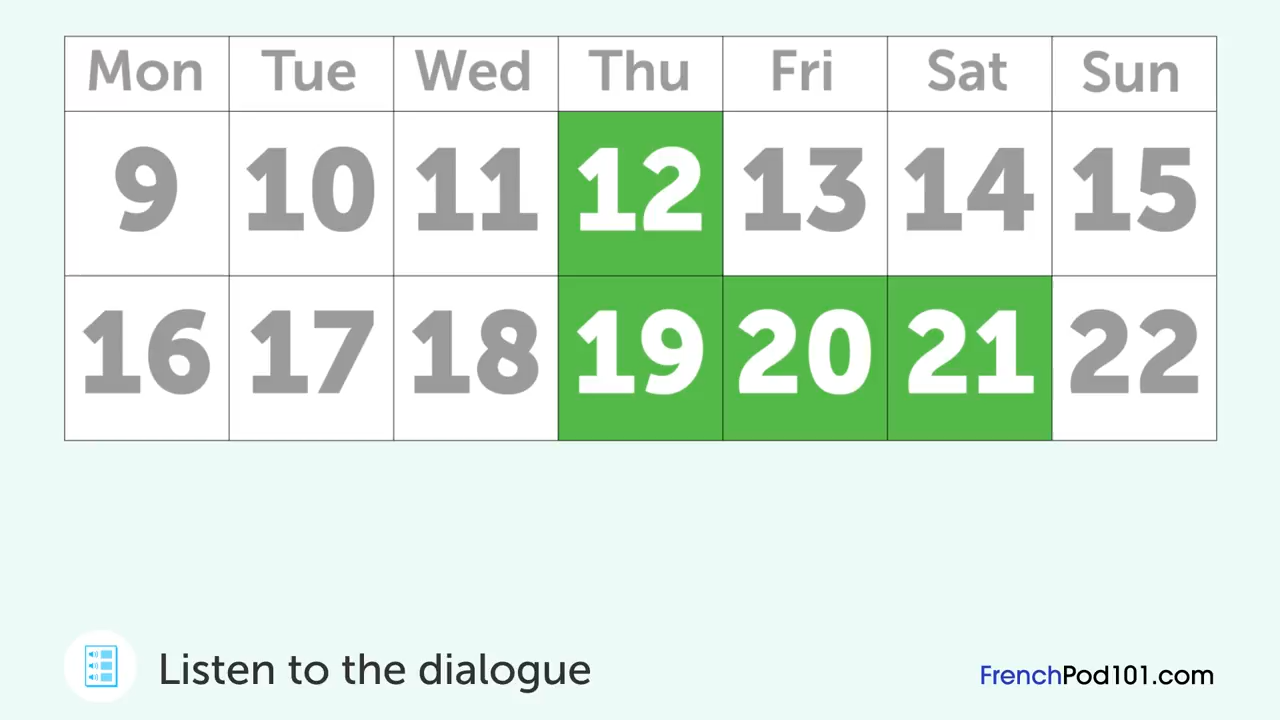 Mon Tue Wed Thu Fri Sat Sun
9 10 11 12 13 14 15
16 17 18 19 20 21 22
Listen to the dialogue
FrenchPod101.com